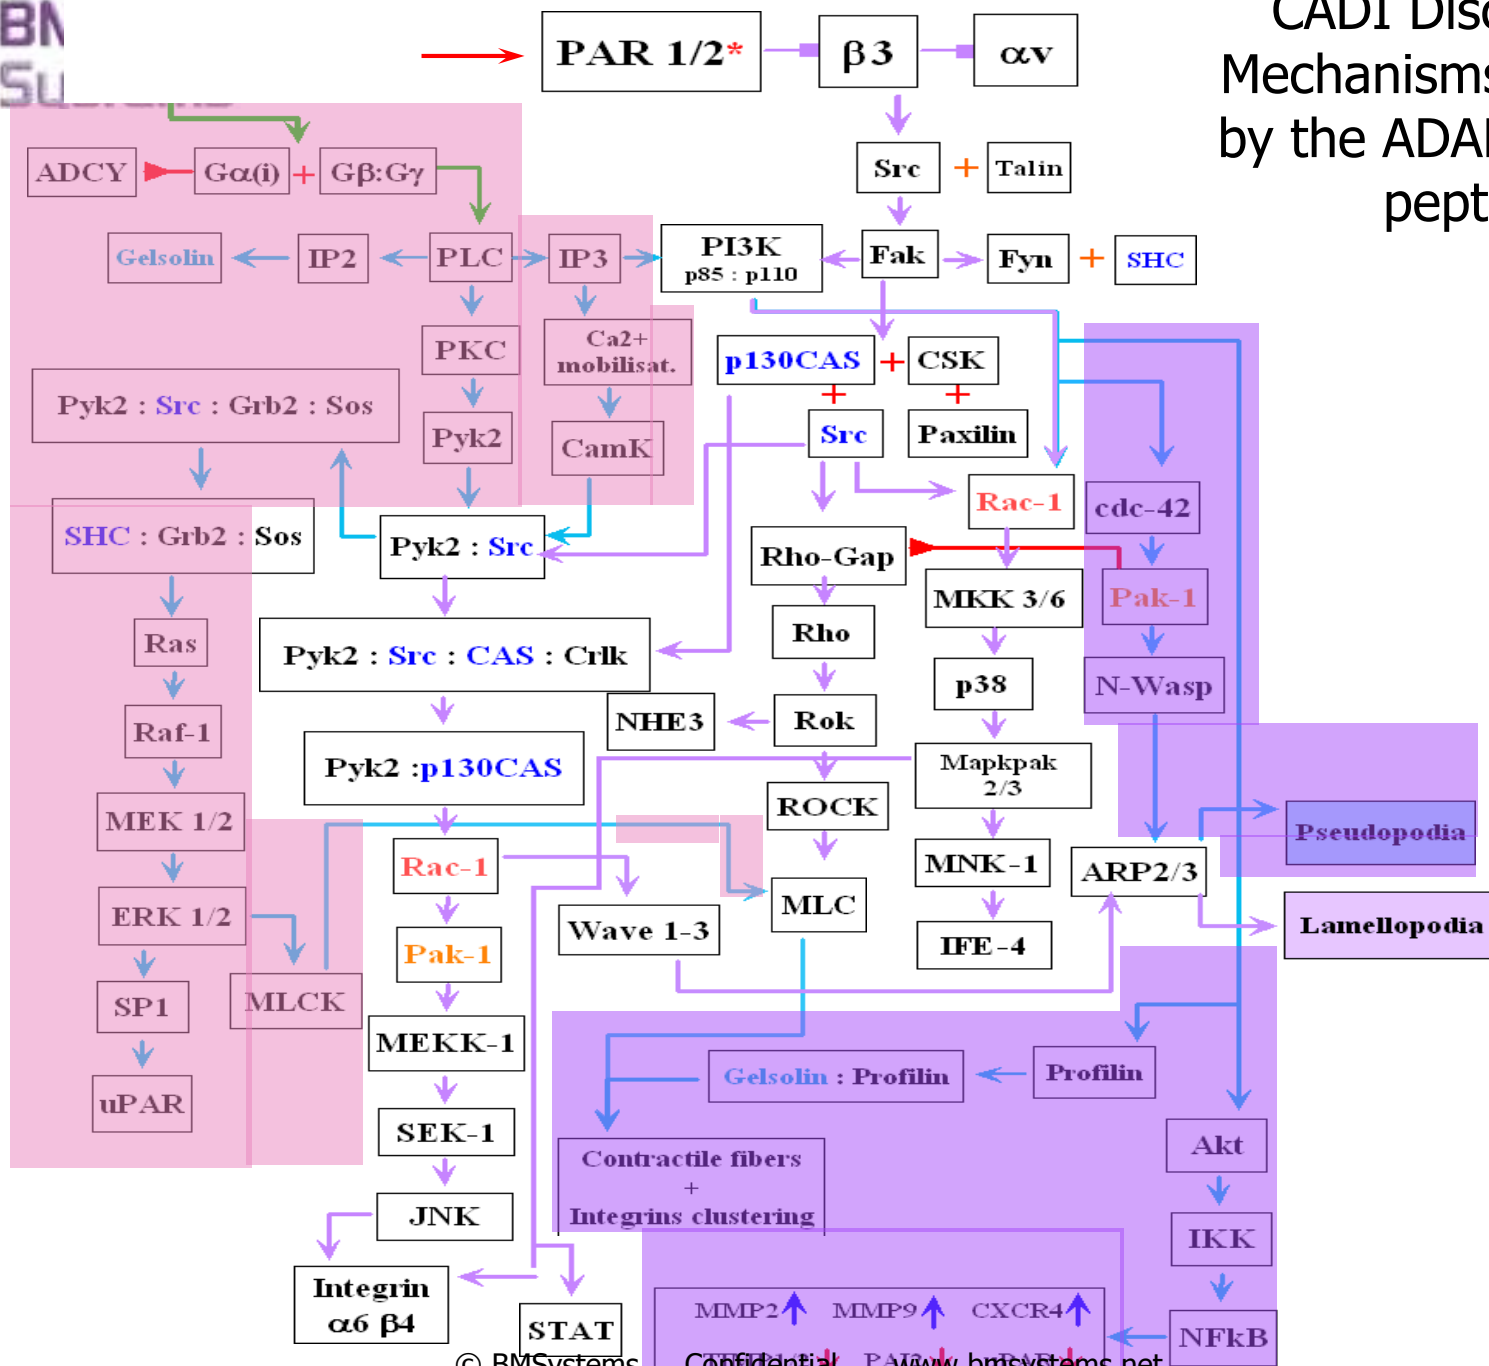 CADI
Mechanisms
by the
PAR 1/2*
β3
αv
Src + Talin
ADCY
Gα(i) + Gβ:Gγ
Gelsolin
IP2
PLC
IP3
PI3K
p85 : p110
Fak
Fyn + SHC
PKC
Ca2+
mobilisat.
p130CAS + CSK
+ +
Pyk2 : Src : Grb2 : Sos
Pyk2
CamK
Src
Paxilin
Rac-1
cdc-42
SHC : Grb2 : Sos
Pyk2 : Src
Rho-Gap
MKK 3/6
Pak-1
Ras
Pyk2 : Src : CAS : Crlk
Rho
p38
N-Wasp
Raf-1
NHE3
Rok
Pyk2 :p130CAS
Mapkpak
2/3
MEK 1/2
ROCK
Pseudopodia
Rac-1
MNK-1
ARP2/3
ERK 1/2
MLC
Wave 1-3
IFE-4
Lamellopodia
Pak-1
SP1
MLCK
MEKK-1
Gelsolin : Profilin
Profilin
uPAR
SEK-1
Akt
Contractile fibers
+
Integrins clustering
JNK
IKK
Integrin
α6 β4
MMP2
MMP9
CXCR4
STAT
NFkB
© BMSystems
Confidential
www.bmsystems.net